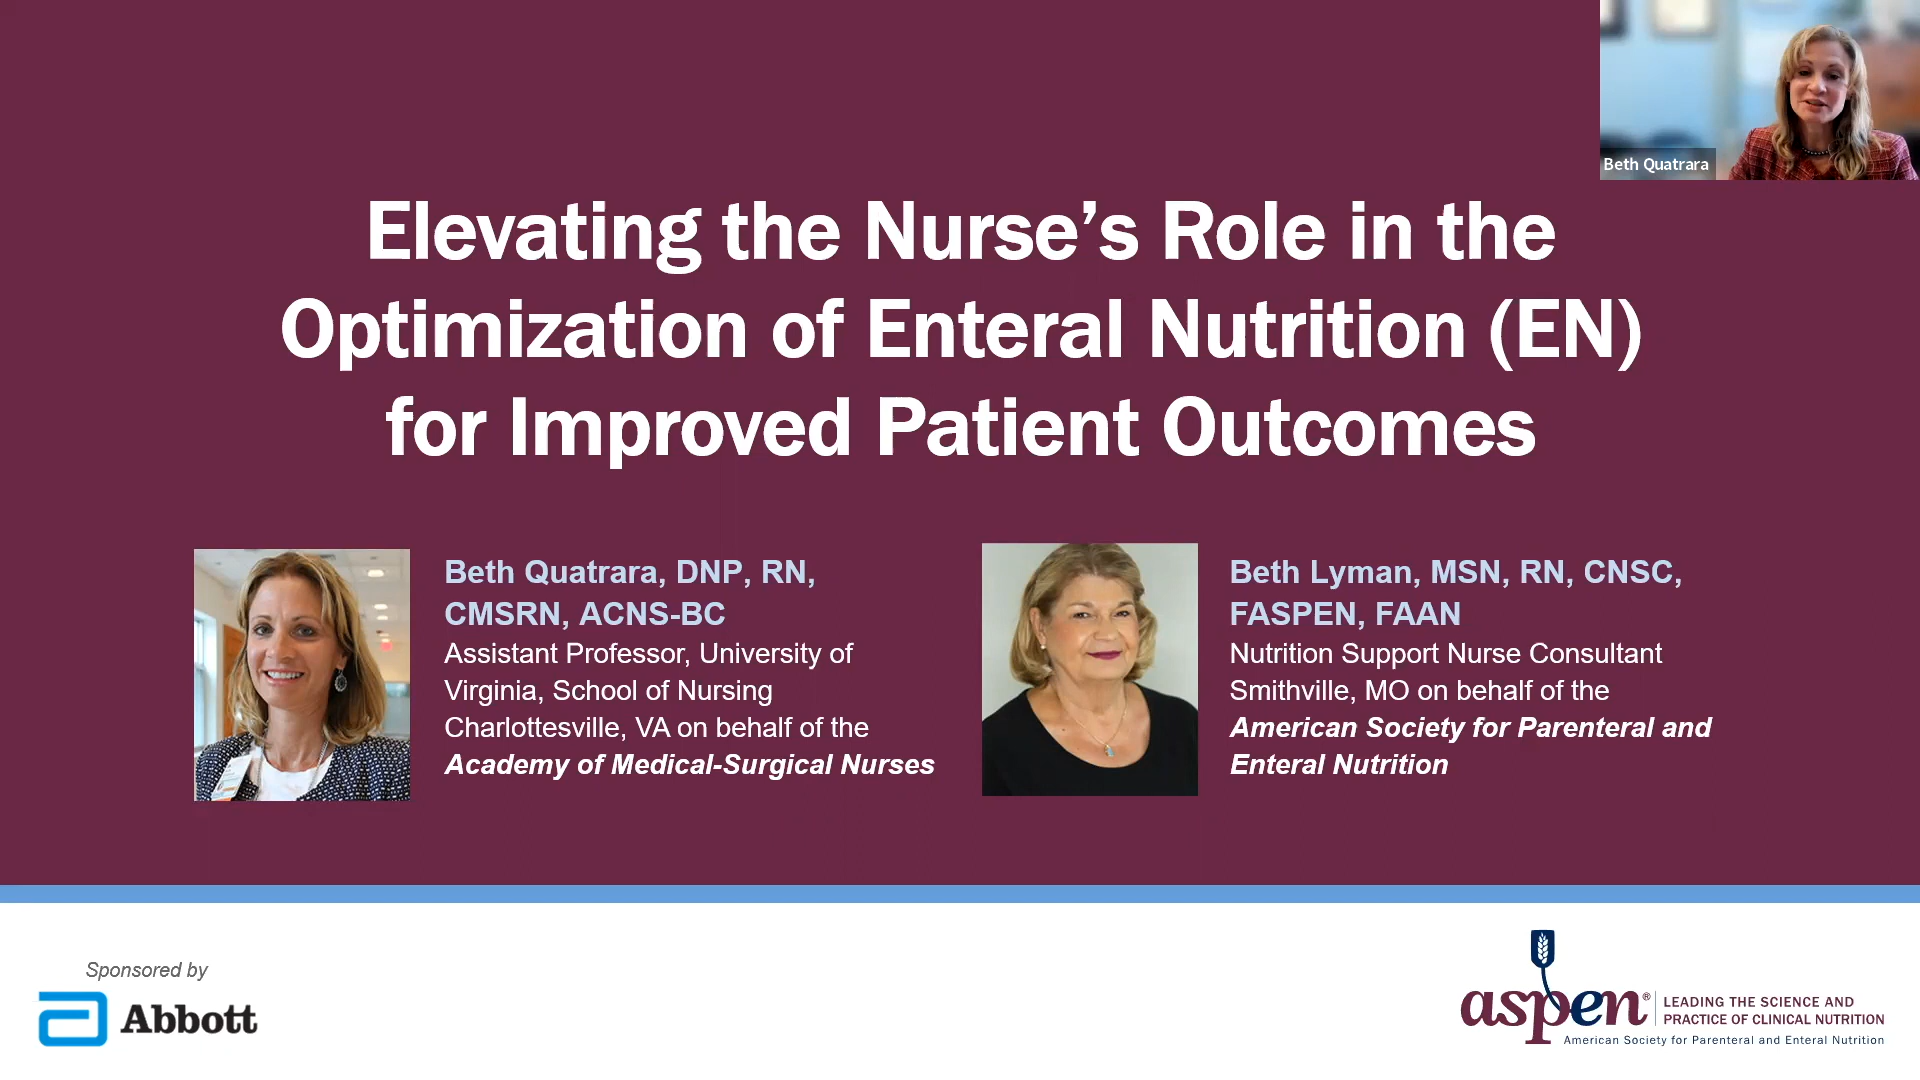 Beth Quatrara
Elevating the Nurse’s Role in the
Optimization of Enteral Nutrition (EN)
for Improved Patient Outcomes
Beth Quatrara, DNP, RN,
CMSRN, ACNS-BC
Assistant Professor, University of
Virginia, School of Nursing
Charlottesville, VA on behalf of the
Academy of Medical-Surgical Nurses
Beth Lyman, MSN, RN, CNSC,
FASPEN, FAAN
Nutrition Support Nurse Consultant
Smithville, MO on behalf of the
American Society for Parenteral and
Enteral Nutrition
Sponsored by
Abbott
aspen®
LEADING THE SCIENCE AND
PRACTICE OF CLINICAL NUTRITION
American Society for Parenteral and Enteral Nutrition